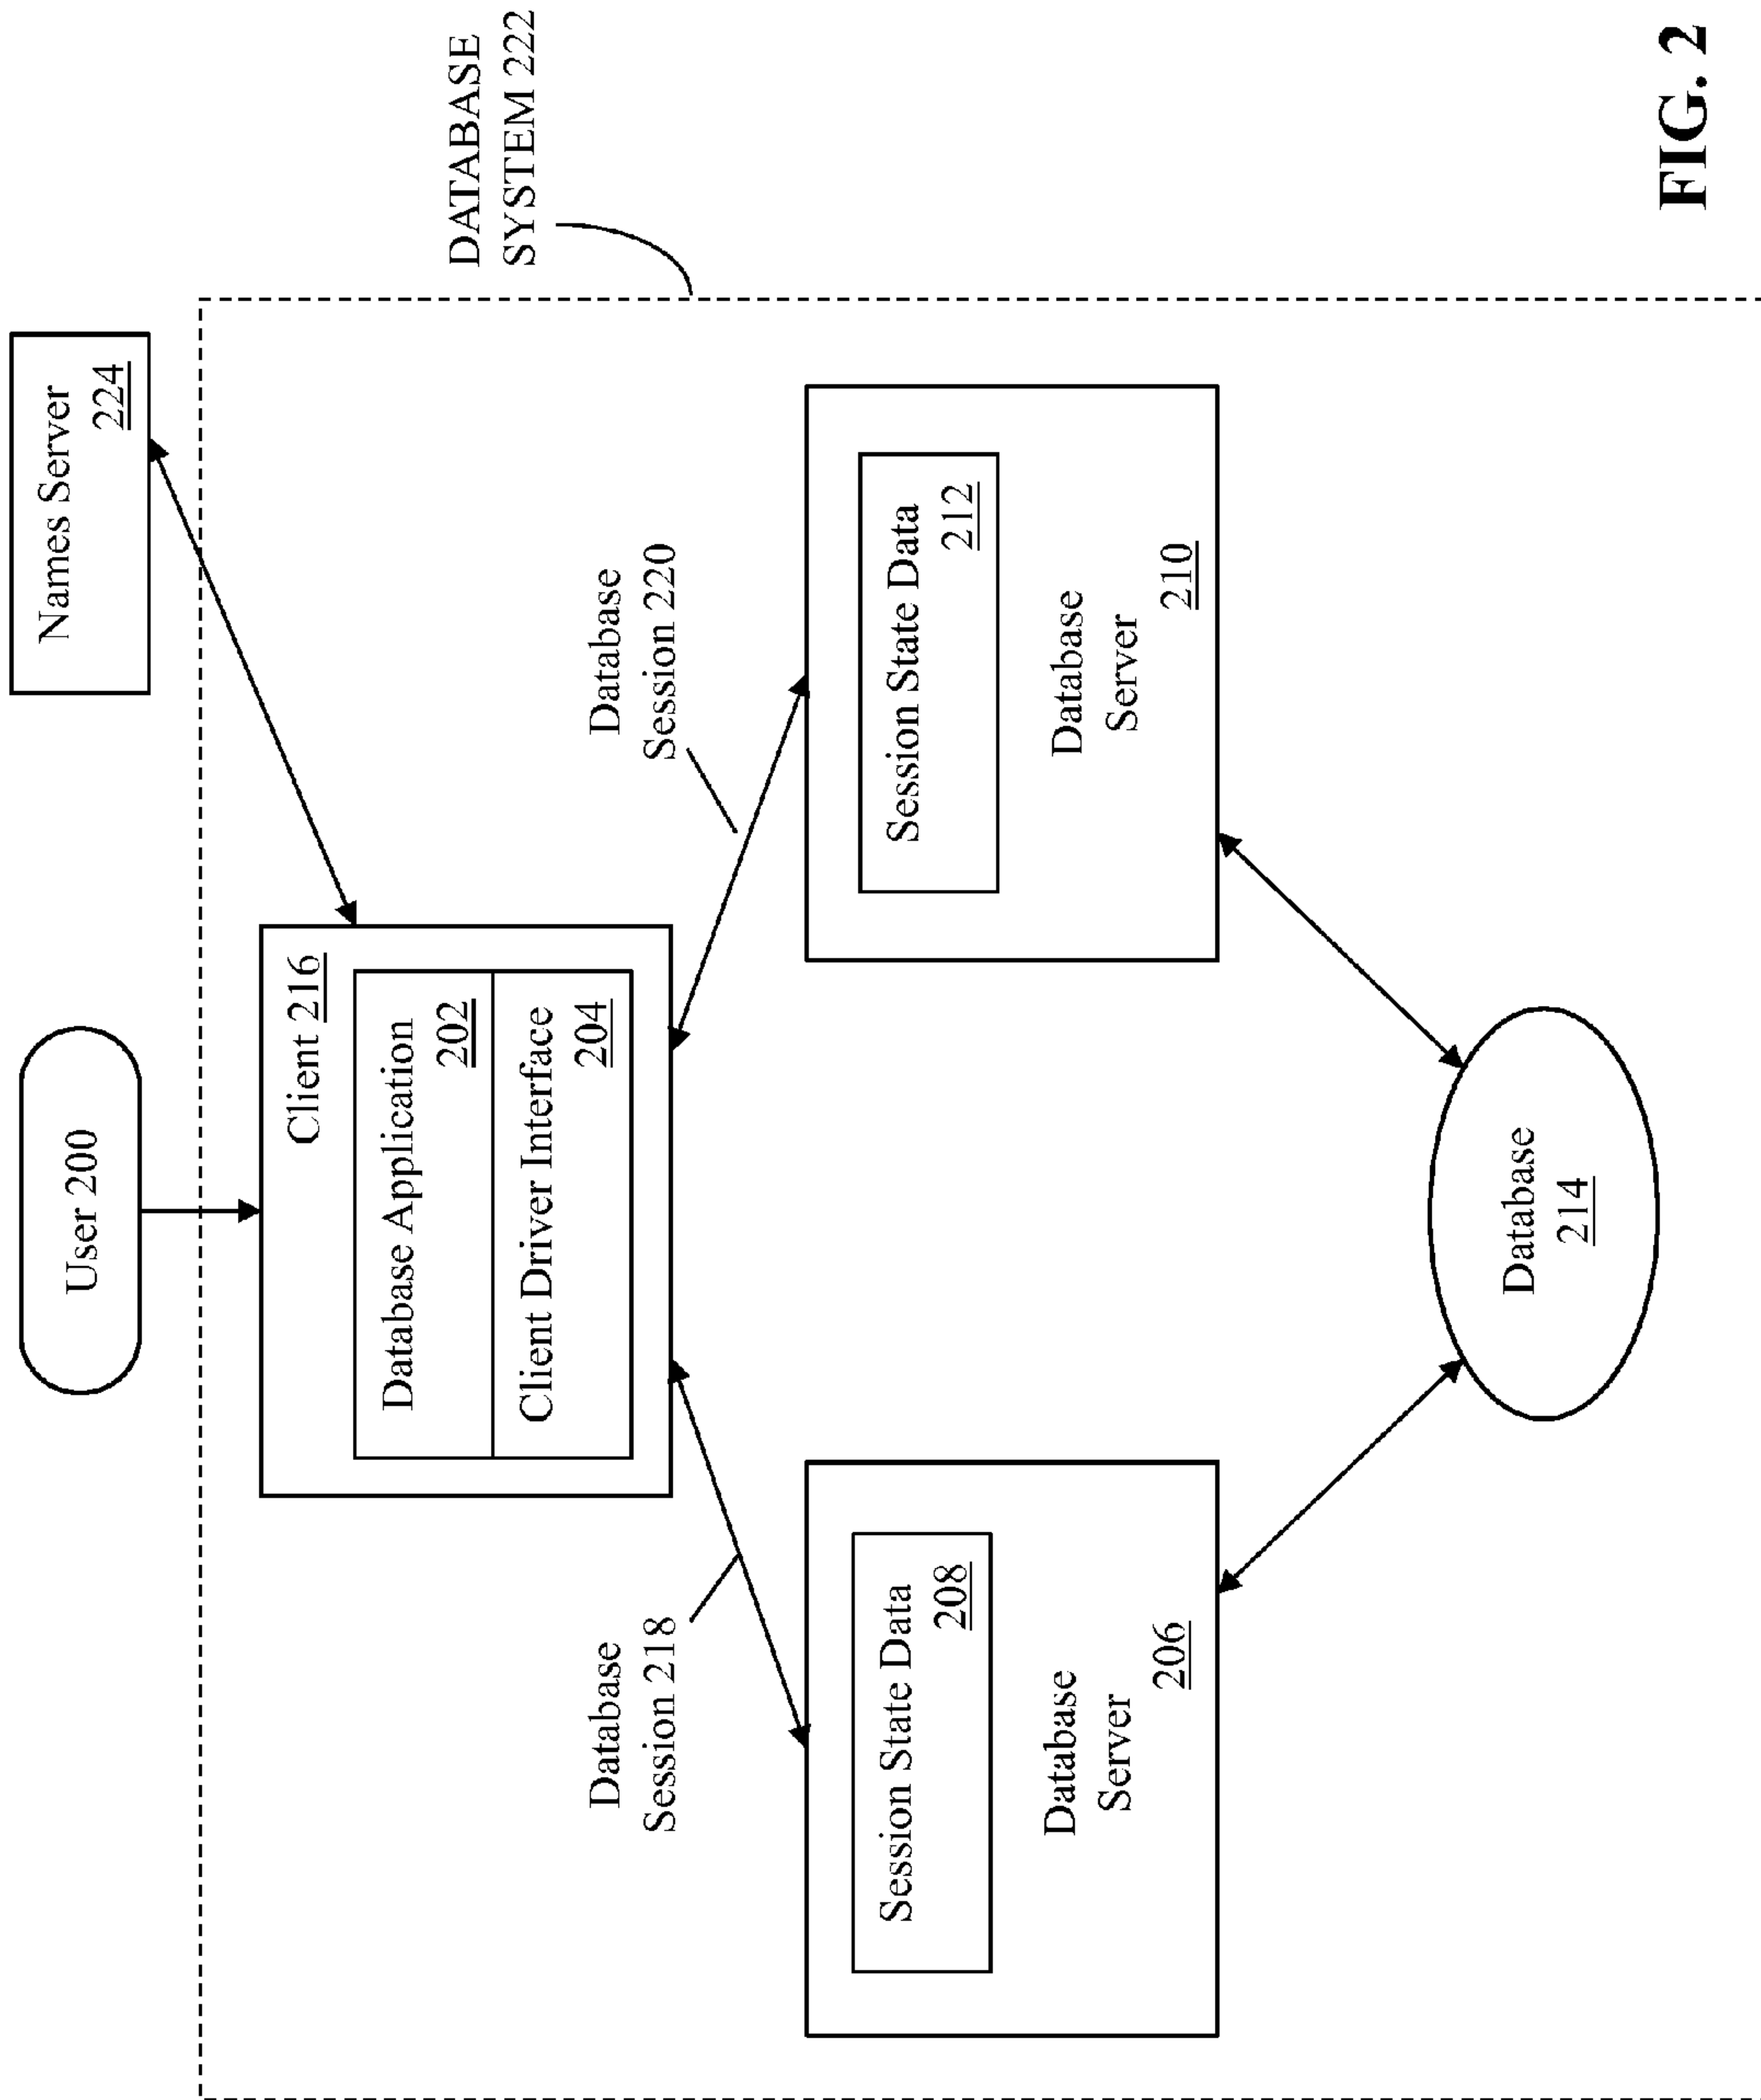 User 200
Names Server
224
DATABASE
SYSTEM 222
Client 216
Database Application
202
Client Driver Interface
204
Database
Session 218
Database
Session 220
Session State Data
208
Database
Server
206
Session State Data
212
Database
Server
210
Database
214
FIG. 2